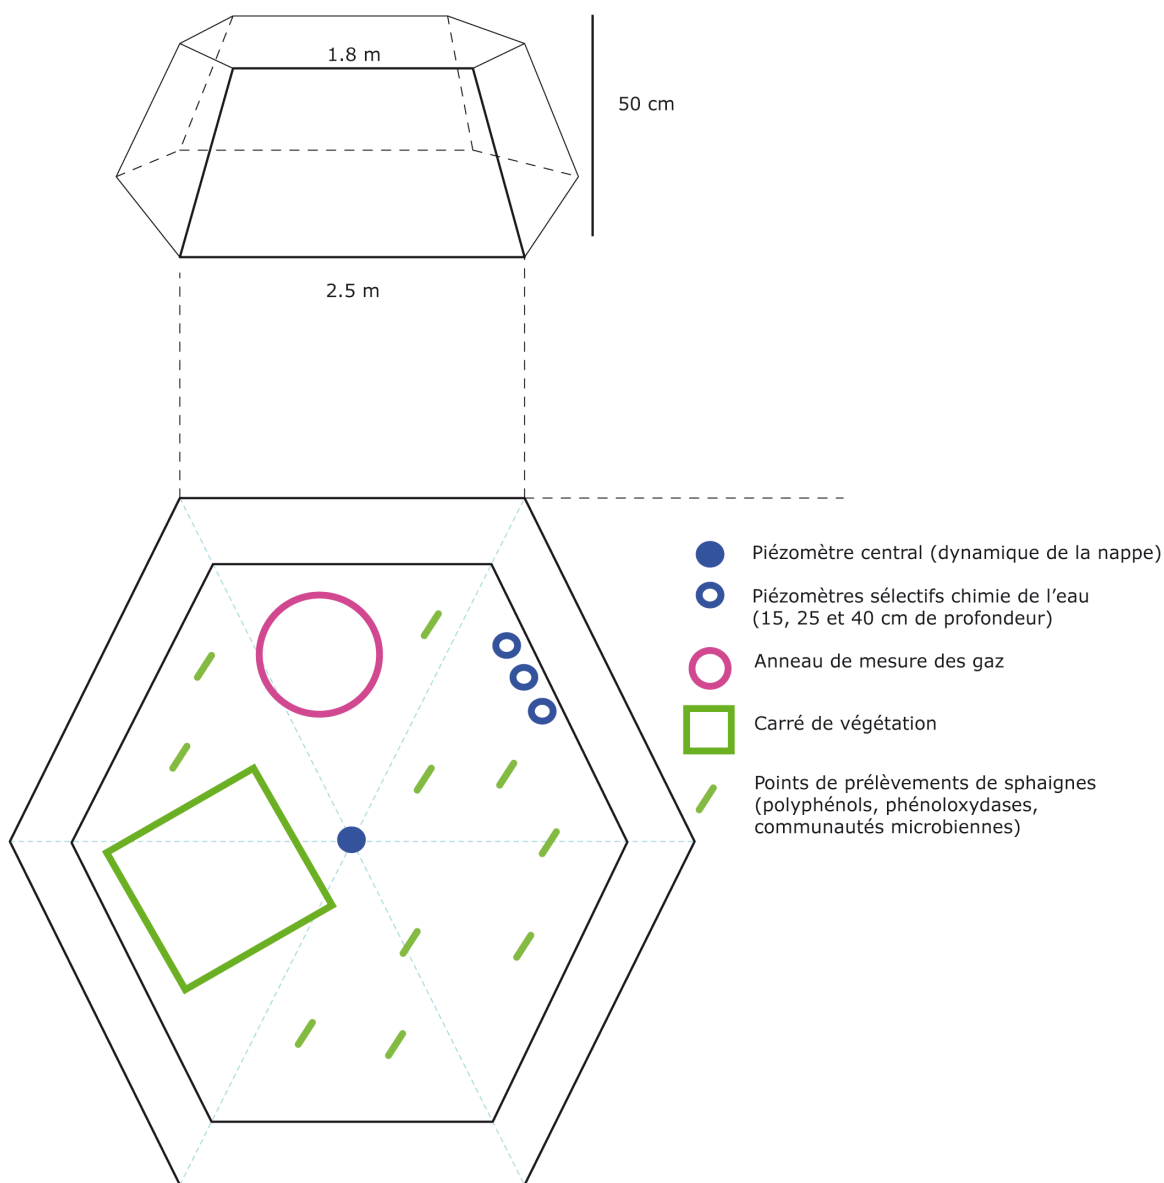 1.8 m
50 cm
2.5 m
Piézomètre central (dynamique de la nappe)
Piézomètres sélectifs chimie de l'eau
(15, 25 et 40 cm de profondeur)
Anneau de mesure des gaz
Carré de végétation
Points de prélèvements de sphaignes
(polyphénols, phénoloxydases,
communautés microbiennes)